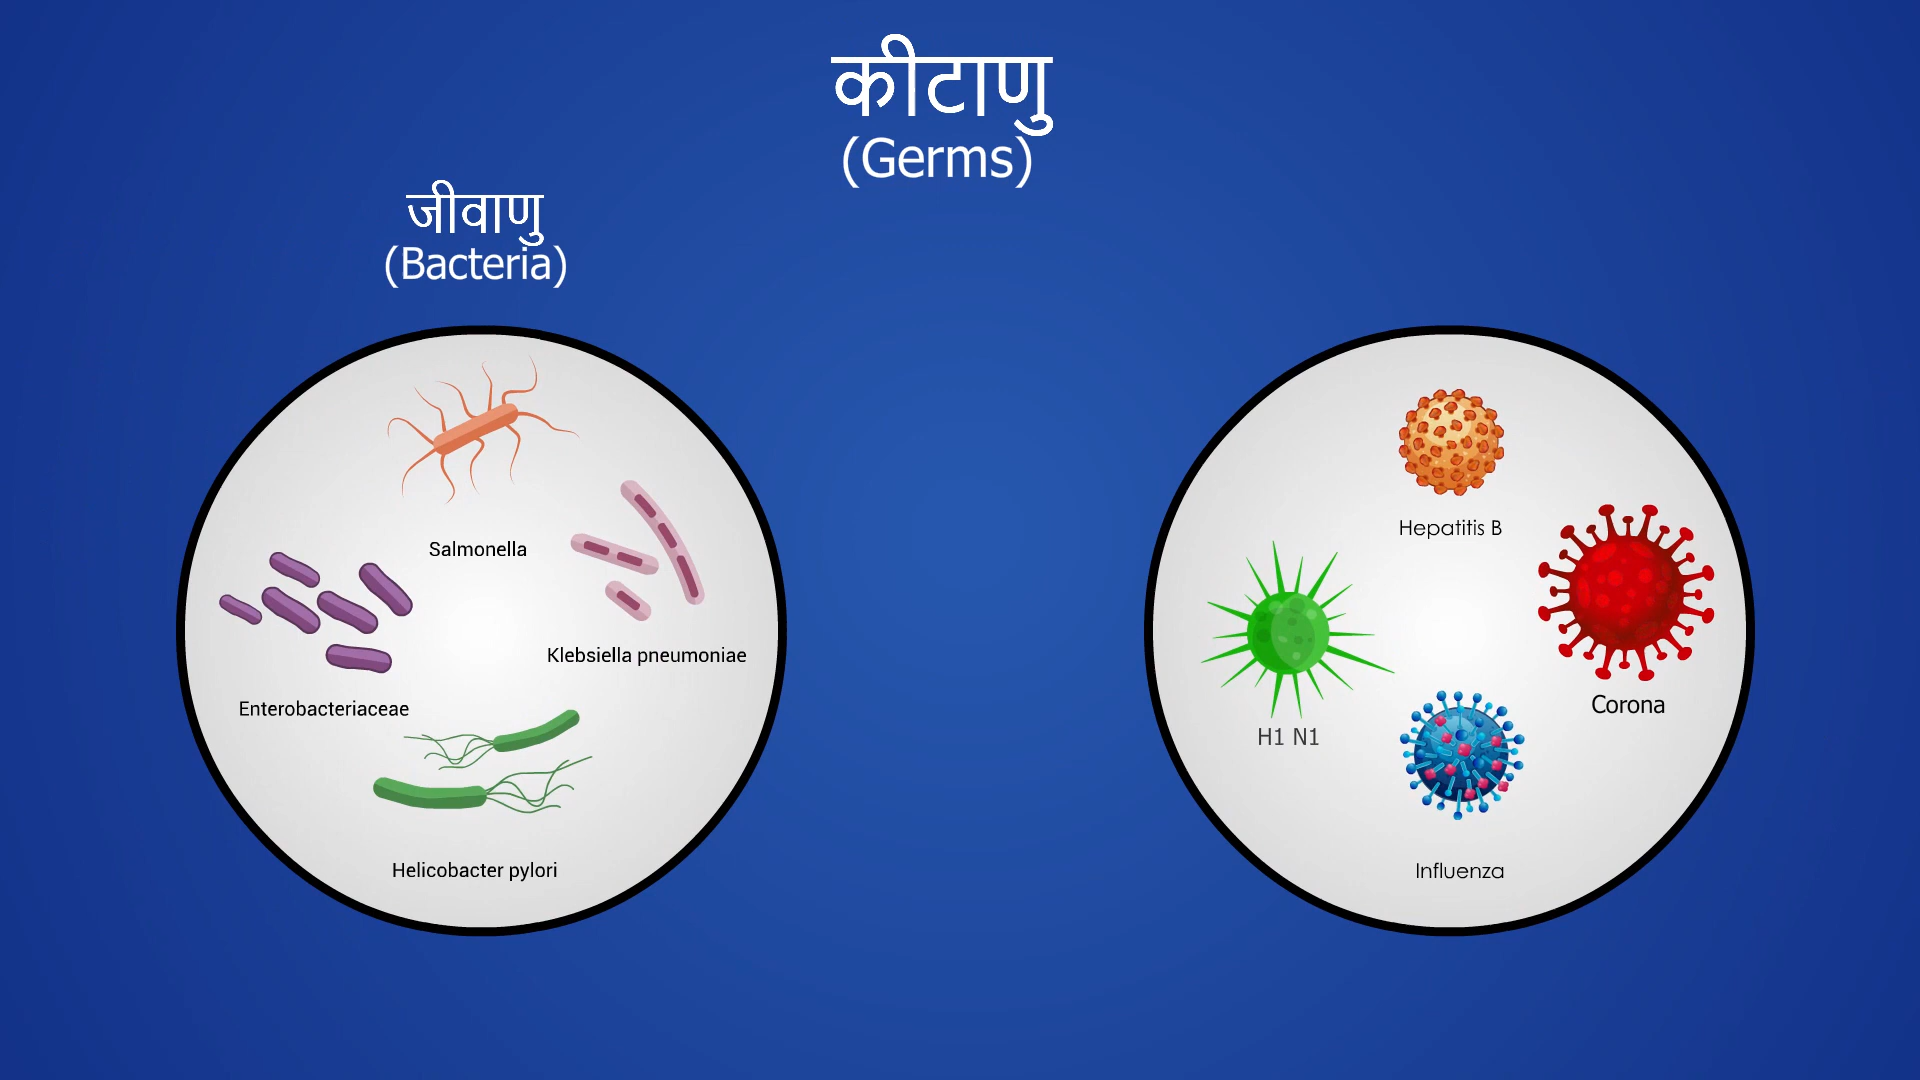 कीटाणु
(Germs)
जीवाणु
(Bacteria)
Salmonella
Klebsiella pneumoniae
Enterobacteriaceae
Helicobacter pylori
Hepatitis B
Corona
H1 N1
Influenza